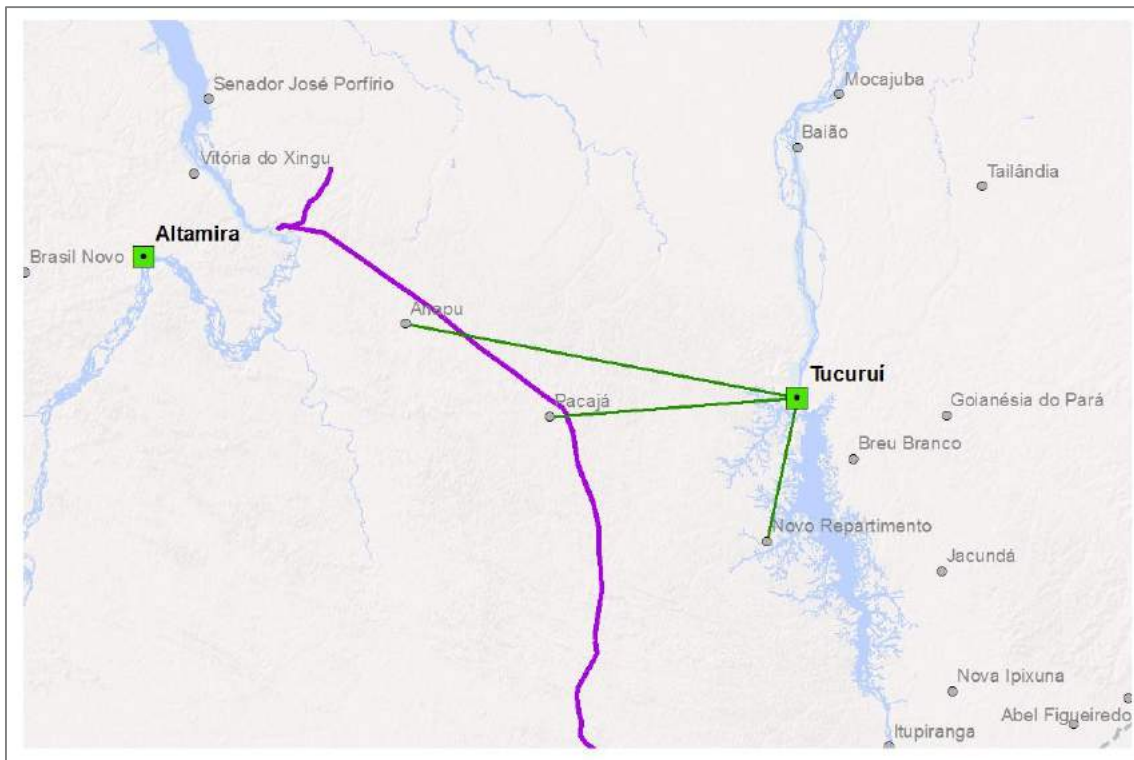 Senador José Porfírio
Mocajuba
Baião
Vitória do Xingu
Tailândia
Altamira
Brasil Novo
Anapu
Tucuruí
Pacajá
Goianésia do Pará
Breu Branco
Novo Repartimento
Jacundá
Nova Ipixuna
Abel Figueiredo
Itupiranga